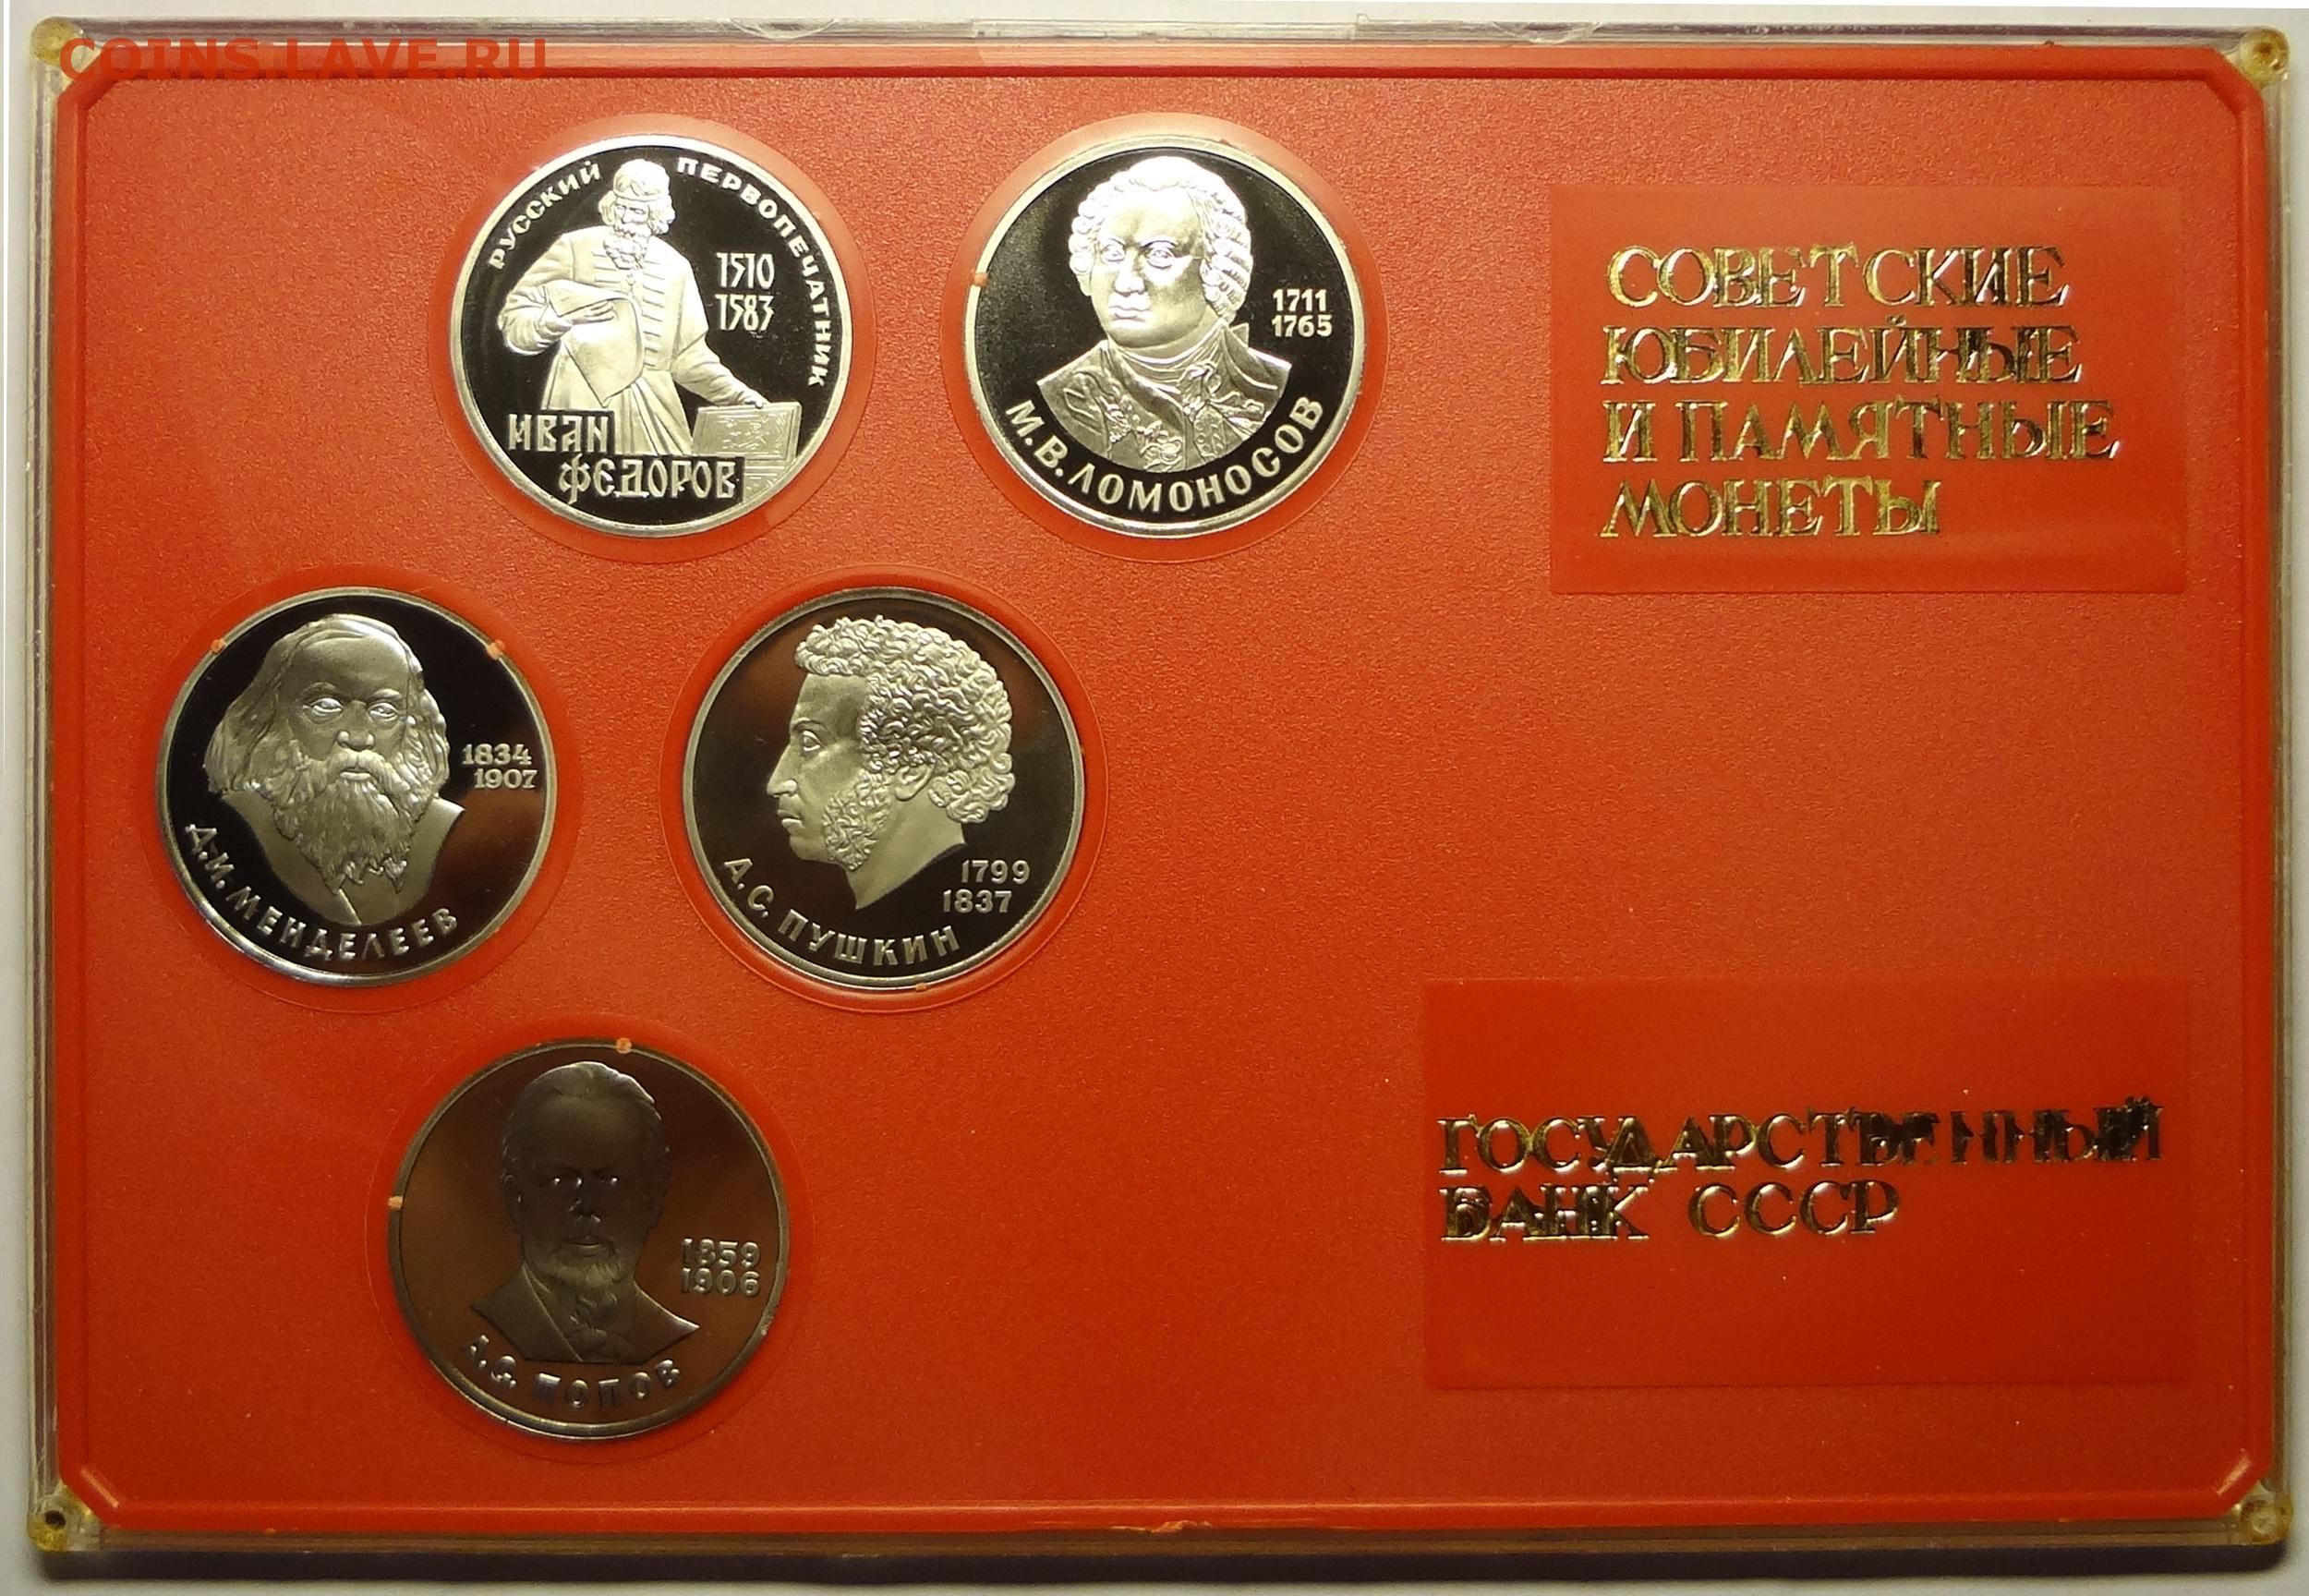 COINS.LAVE.RU
РУССКИЙ ПЕРВОПЕЧАТНИК
1510
1583
ИВАН
ФЕДОРОВ
1711
1765
М.В. ЛОМОНОСОВ
СОВЕТСКИЕ
ЮБИЛЕЙНЫЕ
И ПАМЯТНЫЕ
МОНЕТЫ
1834
1907
Д.И. МЕНДЕЛЕЕВ
1799
1837
А.С. ПУШКИН
1859
1906
А.С. ПОПОВ
ГОСУДАРСТВЕННЫЙ
БАНК СССР